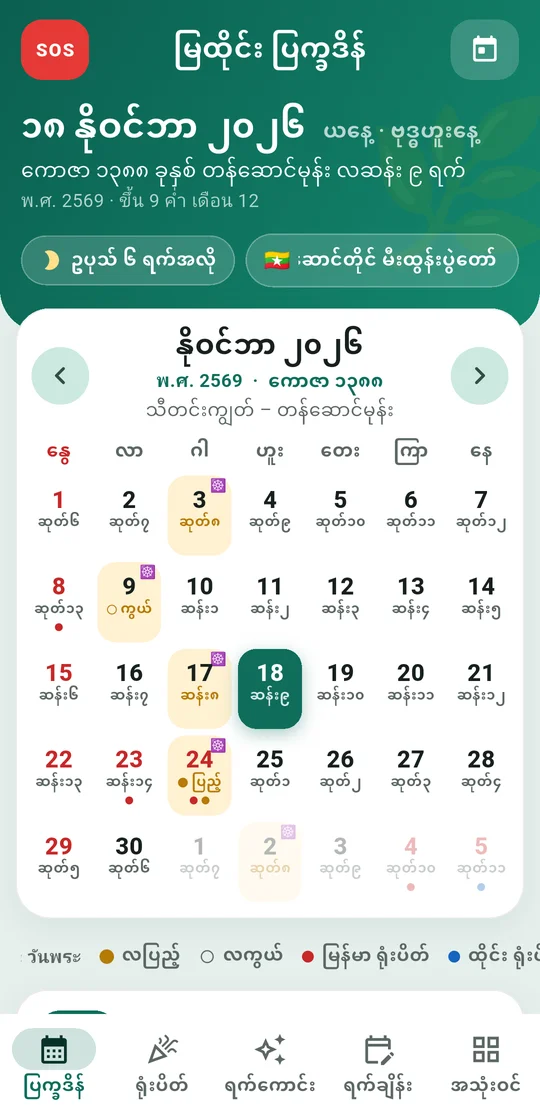 SOS
မြထိုင်း ပြက္ခဒိန်
၁၈ နိုဝင်ဘာ ၂၀၂၆ ယနေ့ · ဗုဒ္ဓဟူးနေ့
ကောဇာ ၁၃၈၈ ခုနှစ် တန်ဆောင်မုန်း လဆန်း ၉ ရက်
พ.ศ. 2569 · ขึ้น 9 ค่ำ เดือน 12
ဥပုသ် ၆ ရက်အလို
ဆောင်တိုင် မီးထွန်းပွဲတော်
နိုဝင်ဘာ ၂၀၂၆
พ.ศ. 2569 · ကောဇာ ၁၃၈၈
သီတင်းကျွတ် – တန်ဆောင်မုန်း
နွေ လာ ဂါ ဟူး တေး ကြာ နေ
1 2 3 4 5 6 7
ဆုတ်၆ ဆုတ်၇ ဆုတ်၈ ဆုတ်၉ ဆုတ်၁၀ ဆုတ်၁၁ ဆုတ်၁၂
8 9 10 11 12 13 14
ဆုတ်၁၃ ကွယ် ဆန်း၁ ဆန်း၂ ဆန်း၃ ဆန်း၄ ဆန်း၅
15 16 17 18 19 20 21
ဆန်း၆ ဆန်း၇ ဆန်း၈ ဆန်း၉ ဆန်း၁၀ ဆန်း၁၁ ဆန်း၁၂
22 23 24 25 26 27 28
ဆန်း၁၃ ဆန်း၁၄ ပြည့် ဆုတ်၁ ဆုတ်၂ ဆုတ်၃ ဆုတ်၄
29 30 1 2 3 4 5
ဆုတ်၅ ဆုတ်၆ ဆုတ်၇ ဆုတ်၈ ဆုတ်၉ ဆုတ်၁၀ ဆုတ်၁၁
วันพระ လပြည့် လကွယ် မြန်မာ ရုံးပိတ် ထိုင်း
ပြက္ခဒိန် ရုံးပိတ် ရက်ကောင်း ရက်ချိန်း အသုံးဝင်